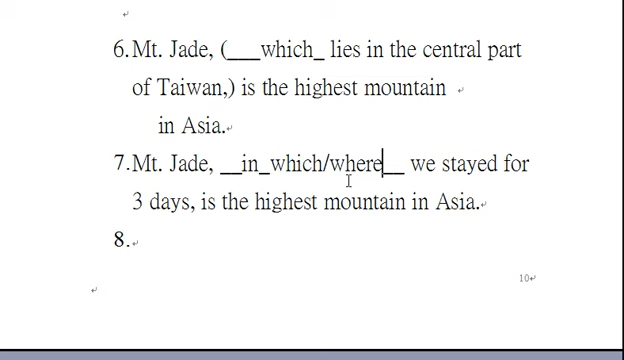 6.Mt. Jade, (___which_ lies in the central part
of Taiwan,) is the highest mountain
in Asia.
7.Mt. Jade, __in_which/where__ we stayed for
3 days, is the highest mountain in Asia.
8.
10